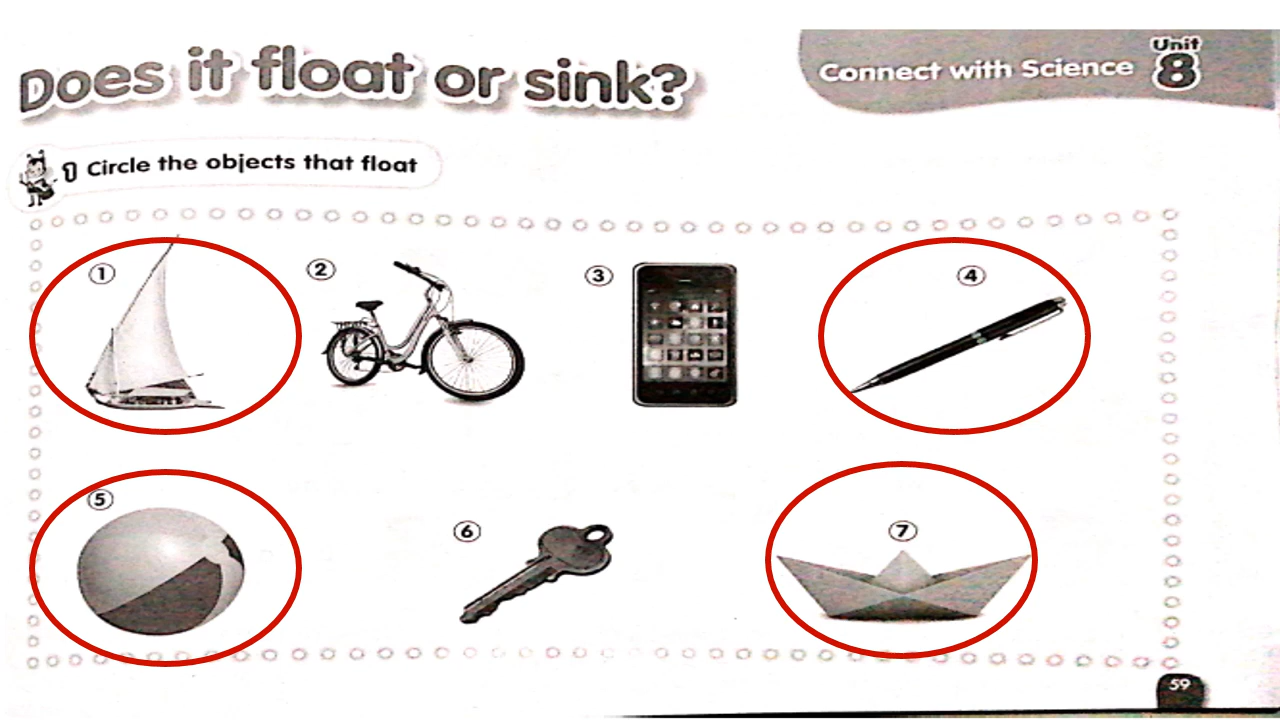 Does it float or sink?
Connect with Science
Unit
8
1 Circle the objects that float
1
2
3
4
5
6
7
59